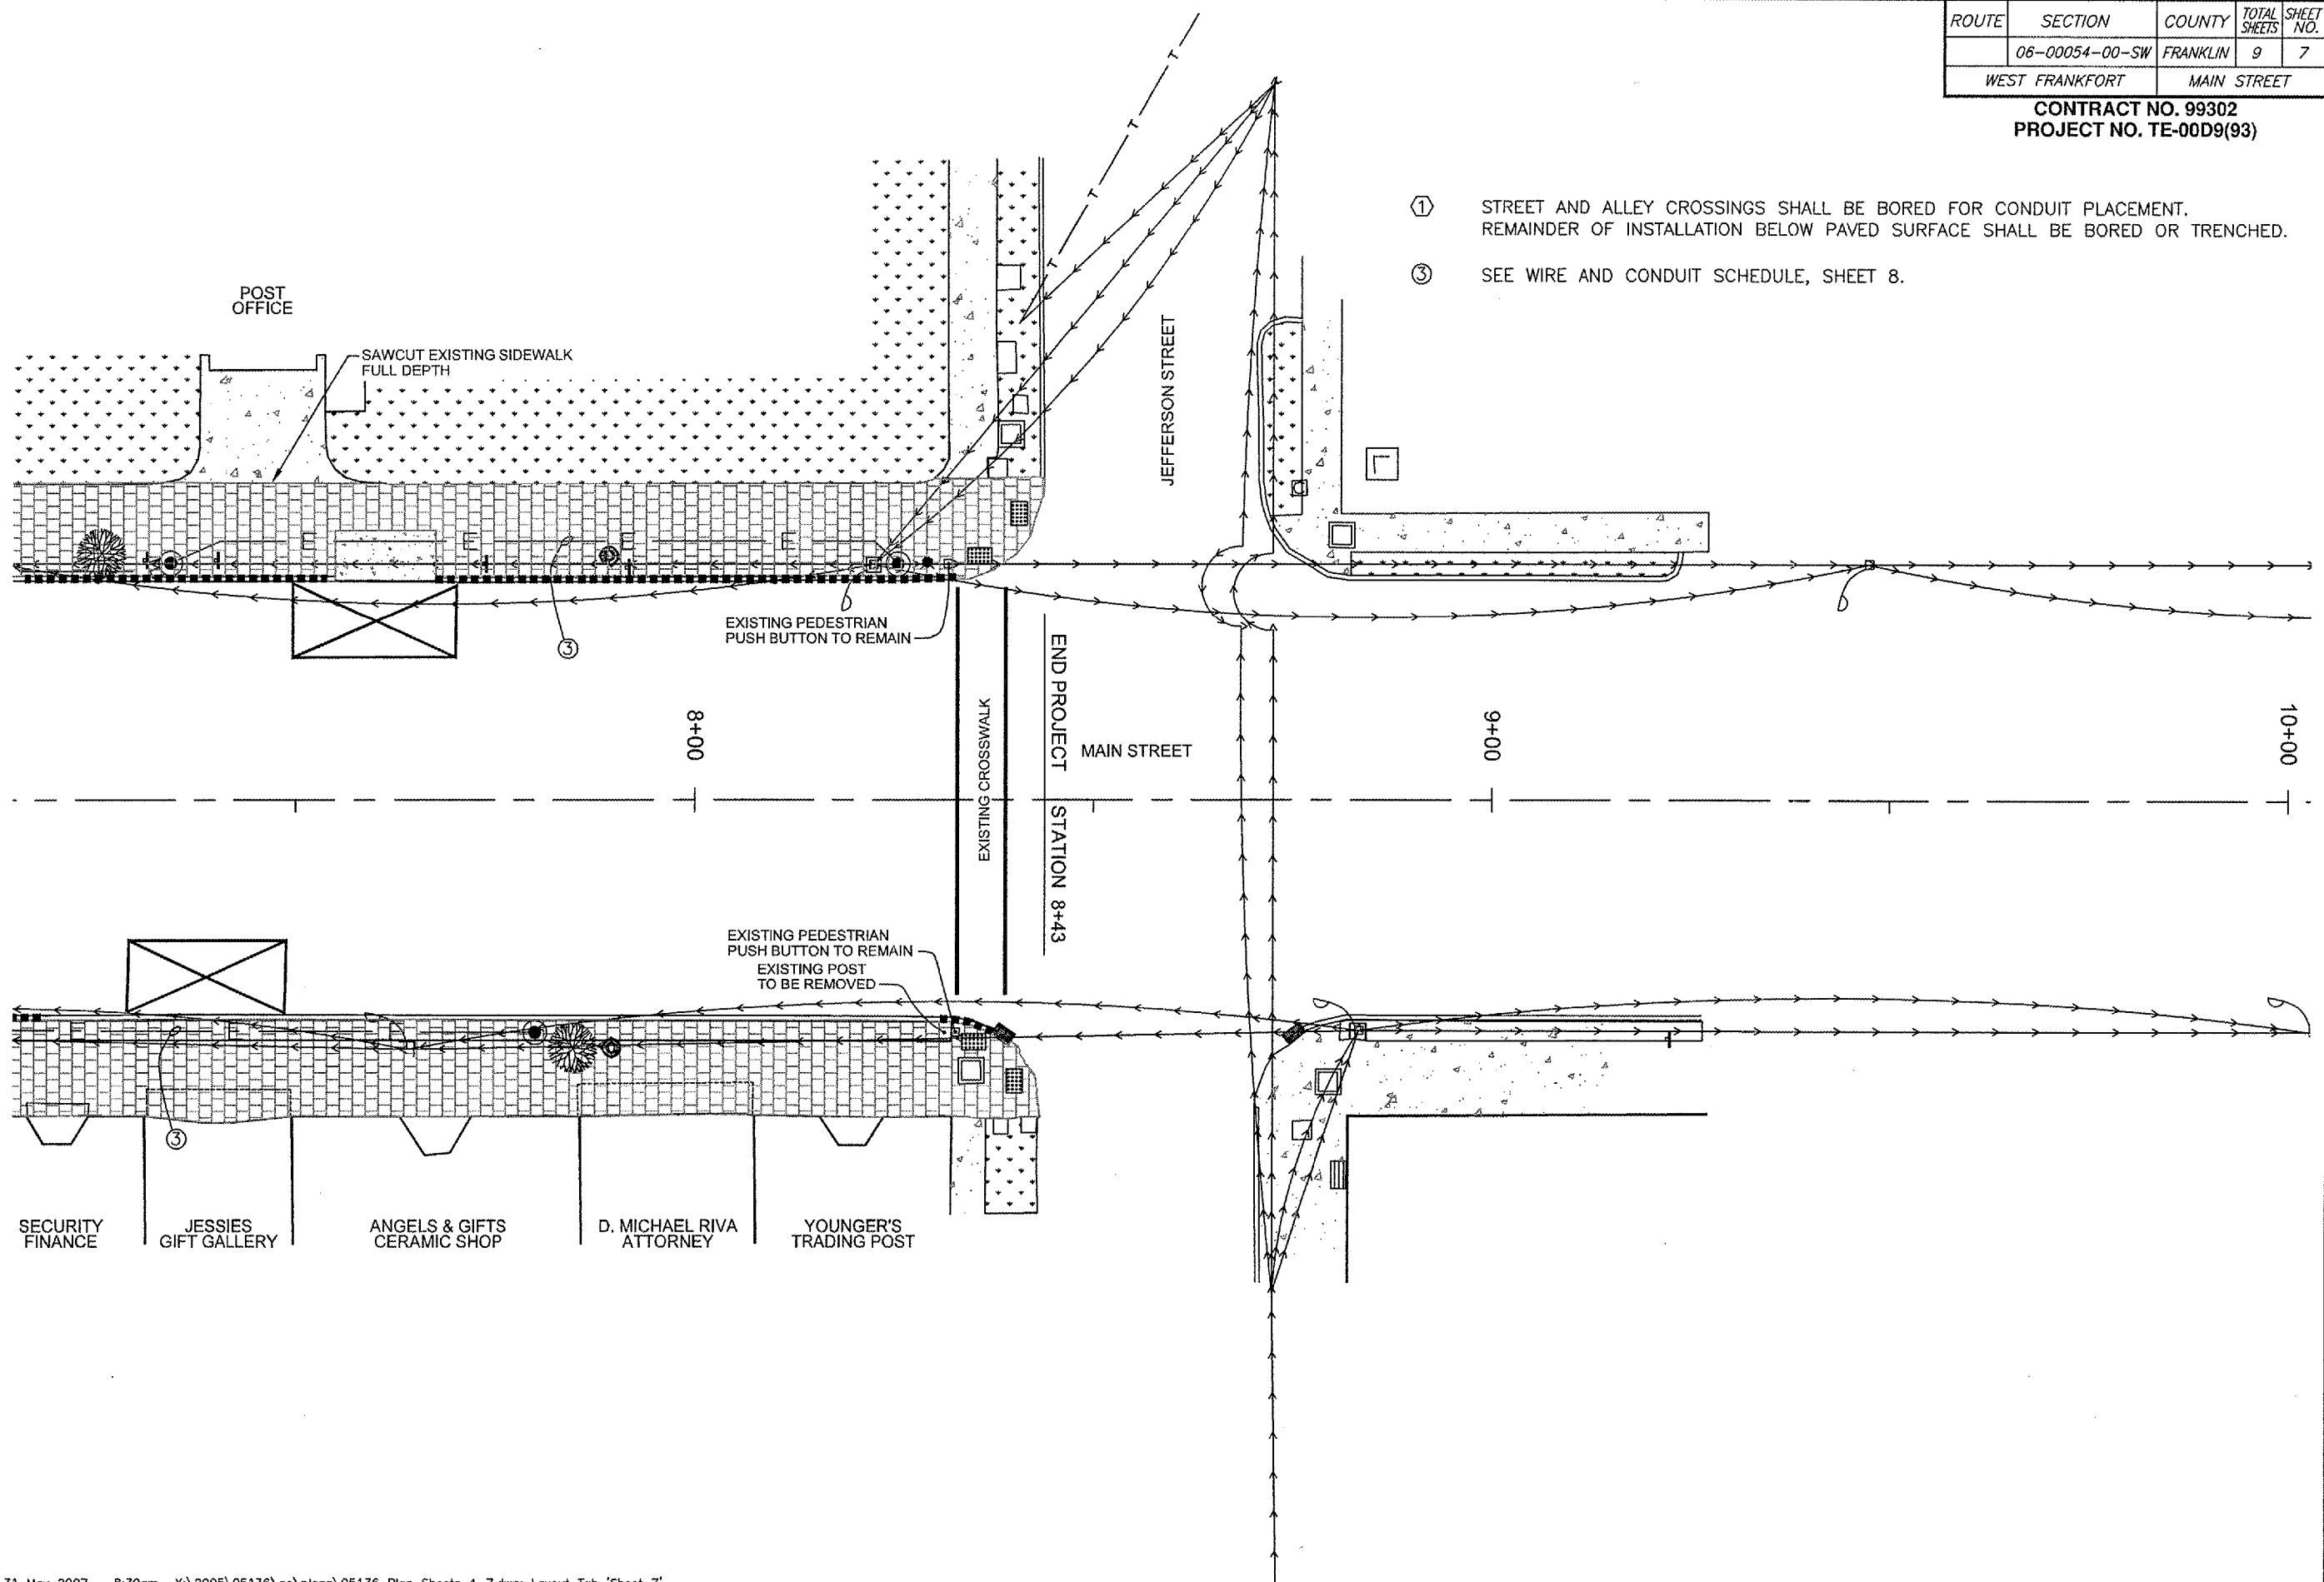 ROUTE SECTION COUNTY TOTAL SHEETS SHEET NO.
06-00054-00-SW FRANKLIN 9 7
WEST FRANKFORT MAIN STREET
CONTRACT NO. 99302
PROJECT NO. TE-00D9(93)
1 STREET AND ALLEY CROSSINGS SHALL BE BORED FOR CONDUIT PLACEMENT.
REMAINDER OF INSTALLATION BELOW PAVED SURFACE SHALL BE BORED OR TRENCHED.
3 SEE WIRE AND CONDUIT SCHEDULE, SHEET 8.
T
T
T
T
T
POST
OFFICE
SAWCUT EXISTING SIDEWALK
FULL DEPTH
JEFFERSON STREET
E E E E
EXISTING PEDESTRIAN
PUSH BUTTON TO REMAIN
3
8+00
EXISTING CROSSWALK
END PROJECT STATION 8+43
MAIN STREET
9+00
10+00
EXISTING PEDESTRIAN
PUSH BUTTON TO REMAIN
EXISTING POST
TO BE REMOVED
E E
3
SECURITY
FINANCE
JESSIES
GIFT GALLERY
ANGELS & GIFTS
CERAMIC SHOP
D. MICHAEL RIVA
ATTORNEY
YOUNGER'S
TRADING POST